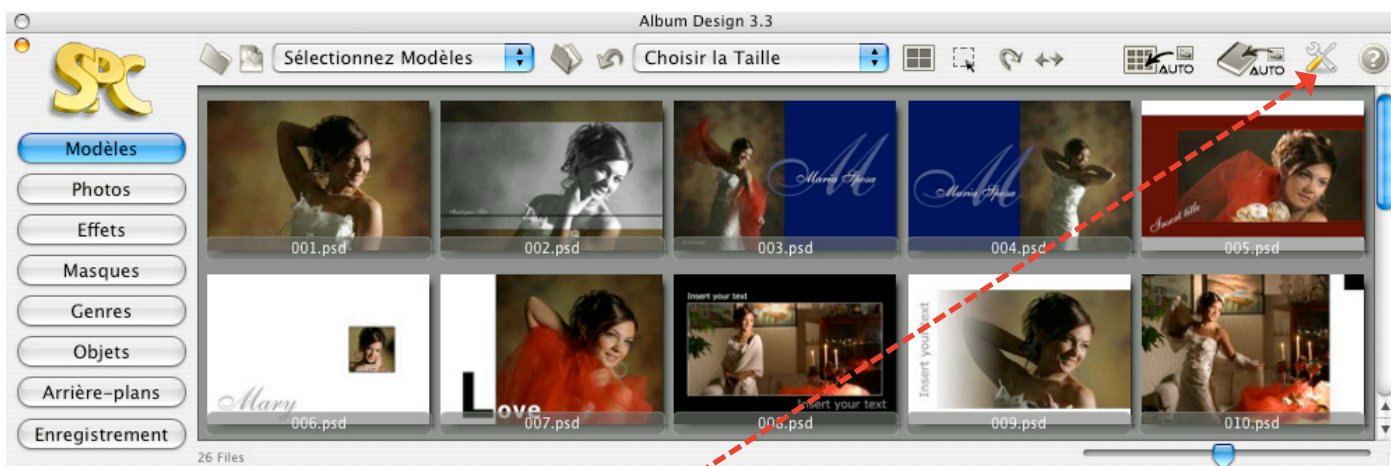 Album Design 3.3
SPC
Sélectionnez Modèles
Choisir la Taille
AUTO
AUTO
?
Modèles
Photos
Effets
Masques
Genres
Objets
Arrière-plans
Enregistrement
M
Maria Sposa
M
Maria Sposa
Insert title
001.psd
002.psd
003.psd
004.psd
005.psd
Mary
Love
Insert your text
Insert your text
Insert your text
006.psd
007.psd
008.psd
009.psd
010.psd
26 Files